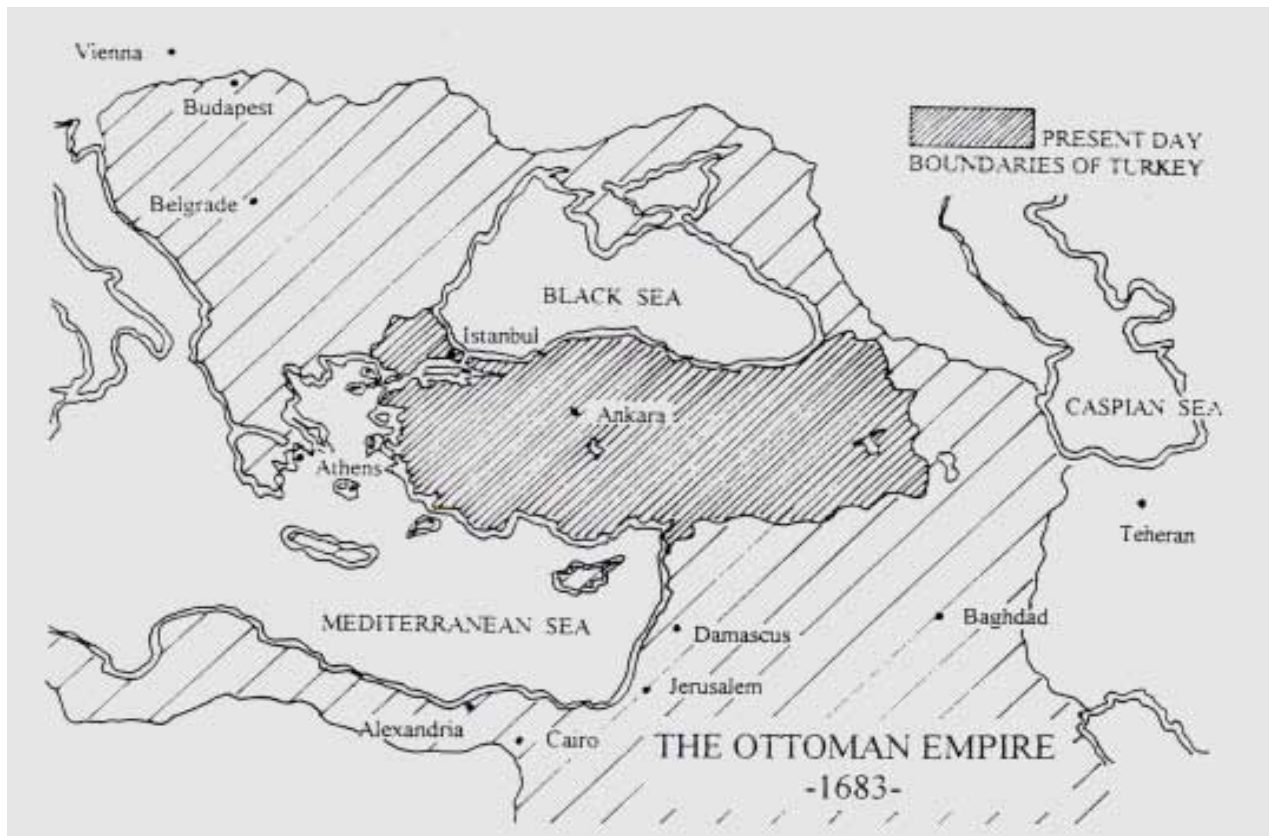 Vienna
Budapest
PRESENT DAY
BOUNDARIES OF TURKEY
Belgrade
BLACK SEA
Istanbul
Ankara
CASPIAN SEA
Athens
Teheran
MEDITERRANEAN SEA
Damascus
Baghdad
Jerusalem
Alexandria
Cairo
THE OTTOMAN EMPIRE
-1683-